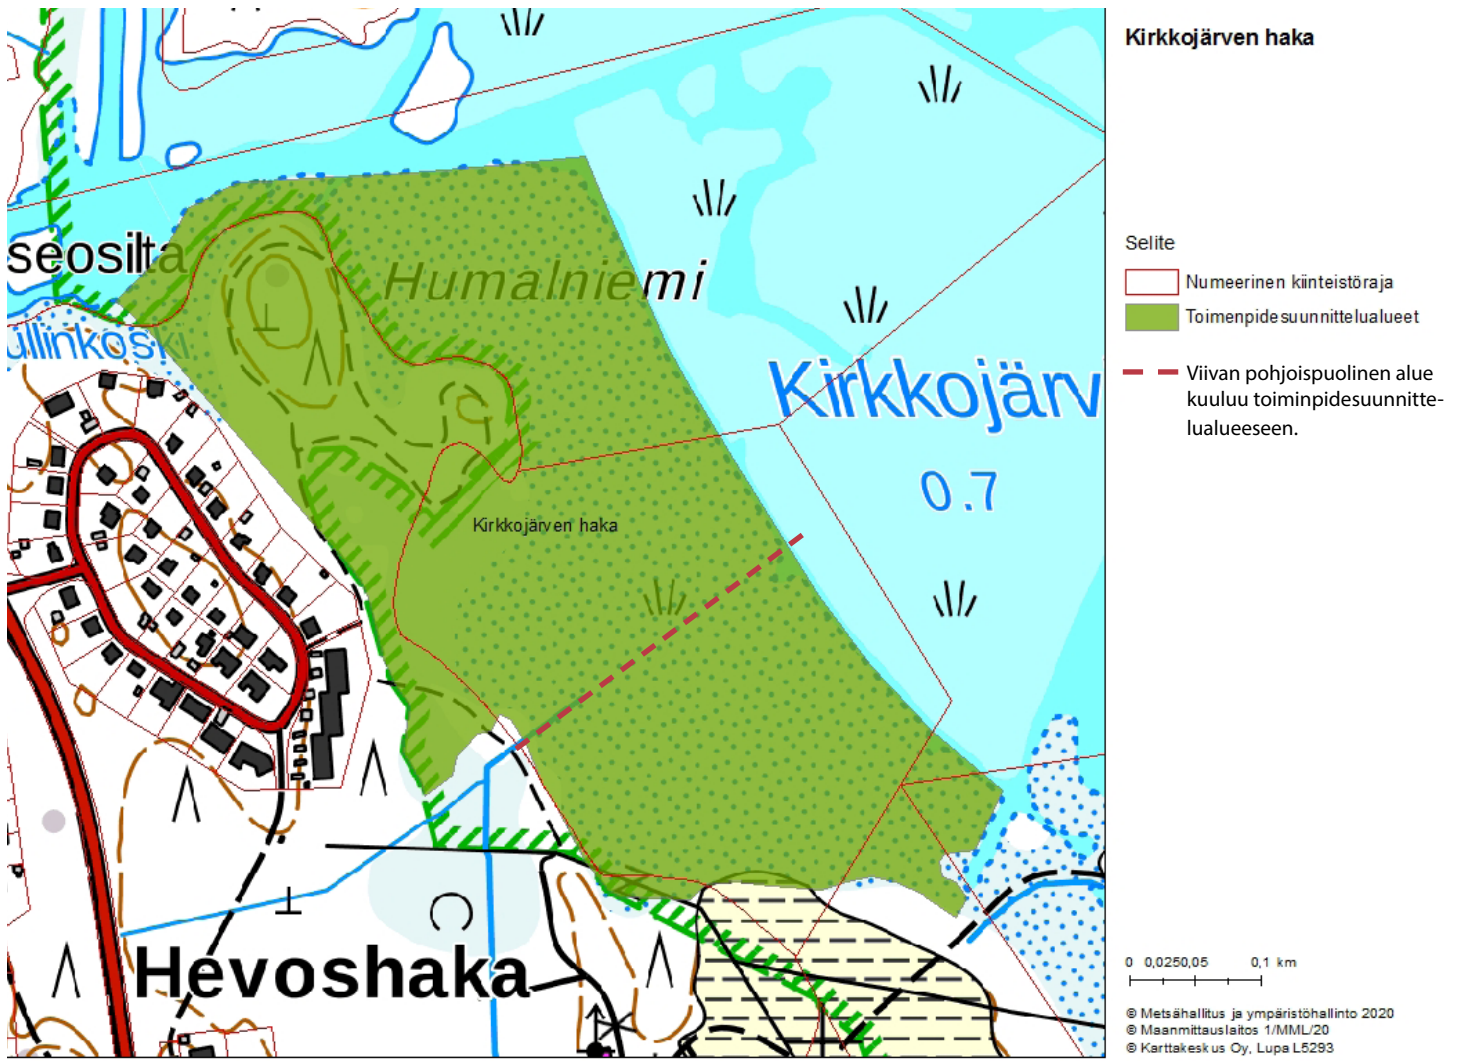 Kirkkojärven haka
Selite
Numeerinen kiinteistöraja
Toimenpidesuunnittelualueet
Viivan pohjoispuolinen alue
kuuluu toiminpidesuunnitte-
lualueeseen.
seosilta
Humalniemi
ullinkoski
Kirkkojärv
0.7
Kirkkojärven haka
Hevoshaka
0 0,0250,05 0,1 km
© Metsähallitus ja ympäristöhallinto 2020
© Maanmittauslaitos 1/MML/20
© Karttakeskus Oy, Lupa L5293